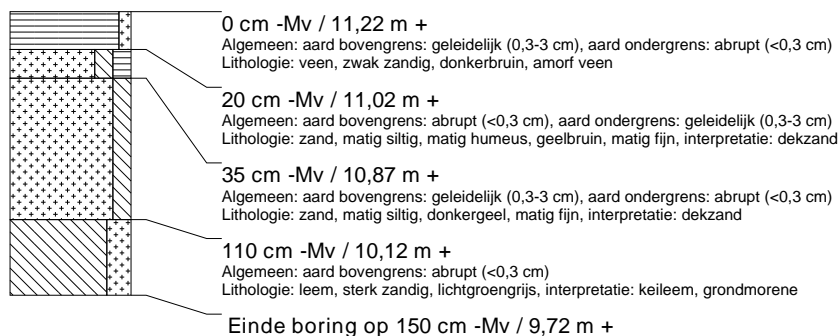 0 cm -Mv / 11,22 m +
Algemeen: aard bovengrens: geleidelijk (0,3-3 cm), aard ondergrens: abrupt (<0,3 cm)
Lithologie: veen, zwak zandig, donkerbruin, amorf veen
20 cm -Mv / 11,02 m +
Algemeen: aard bovengrens: abrupt (<0,3 cm), aard ondergrens: geleidelijk (0,3-3 cm)
Lithologie: zand, matig siltig, matig humeus, geelbruin, matig fijn, interpretatie: dekzand
35 cm -Mv / 10,87 m +
Algemeen: aard bovengrens: geleidelijk (0,3-3 cm), aard ondergrens: abrupt (<0,3 cm)
Lithologie: zand, matig siltig, donkergeel, matig fijn, interpretatie: dekzand
110 cm -Mv / 10,12 m +
Algemeen: aard bovengrens: abrupt (<0,3 cm)
Lithologie: leem, sterk zandig, lichtgroengrijs, interpretatie: keileem, grondmorene
Einde boring op 150 cm -Mv / 9,72 m +